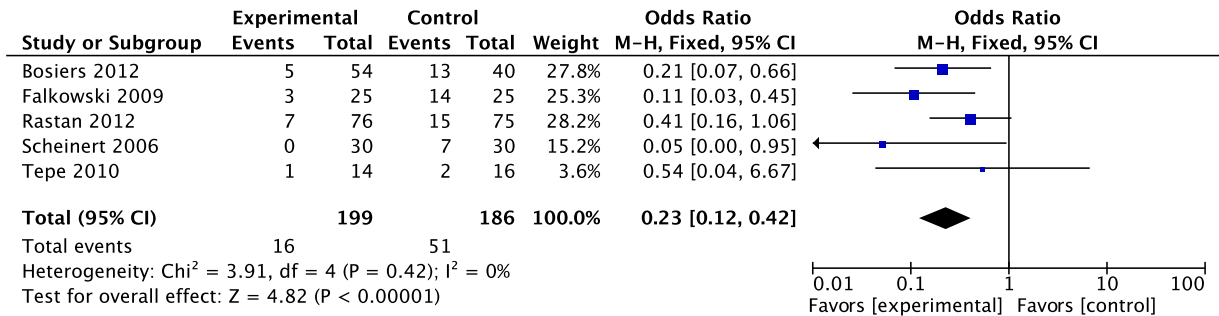 Experimental Control Odds Ratio Odds Ratio
Study or Subgroup Events Total Events Total Weight M-H, Fixed, 95% CI M-H, Fixed, 95% CI
Bosiers 2012 5 54 13 40 27.8% 0.21 [0.07, 0.66]
Falkowski 2009 3 25 14 25 25.3% 0.11 [0.03, 0.45]
Rastan 2012 7 76 15 75 28.2% 0.41 [0.16, 1.06]
Scheinert 2006 0 30 7 30 15.2% 0.05 [0.00, 0.95]
Tepe 2010 1 14 2 16 3.6% 0.54 [0.04, 6.67]
Total (95% CI) 199 186 100.0% 0.23 [0.12, 0.42]
Total events 16 51
Heterogeneity: Chi² = 3.91, df = 4 (P = 0.42); I² = 0%
Test for overall effect: Z = 4.82 (P < 0.00001)
0.01 0.1 1 10 100
Favors [experimental] Favors [control]